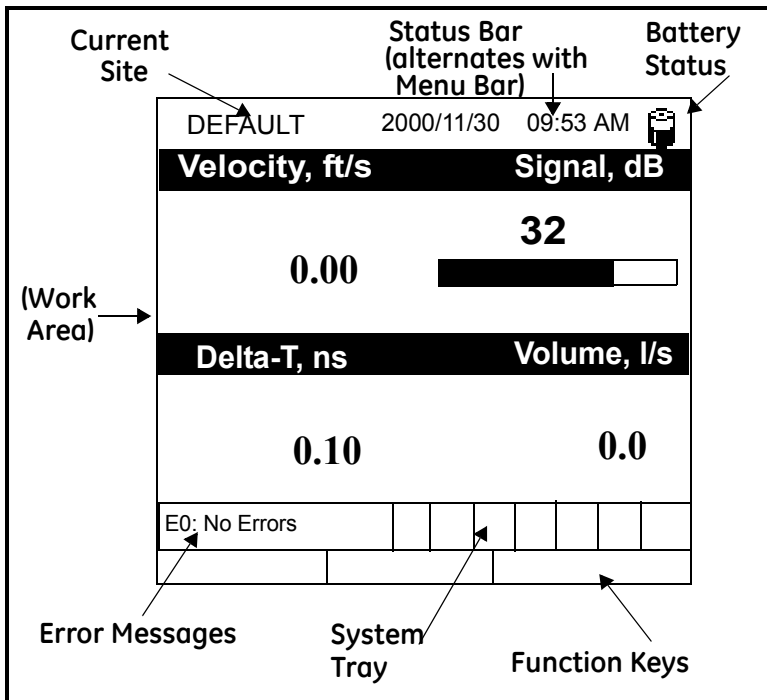 Current
Site
Status Bar
(alternates with
Menu Bar)
Battery
Status
DEFAULT 2000/11/30 09:53 AM
Velocity, ft/s Signal, dB
32
0.00
(Work
Area)
Delta-T, ns Volume, l/s
0.10 0.0
E0: No Errors
Error Messages
System
Tray
Function Keys